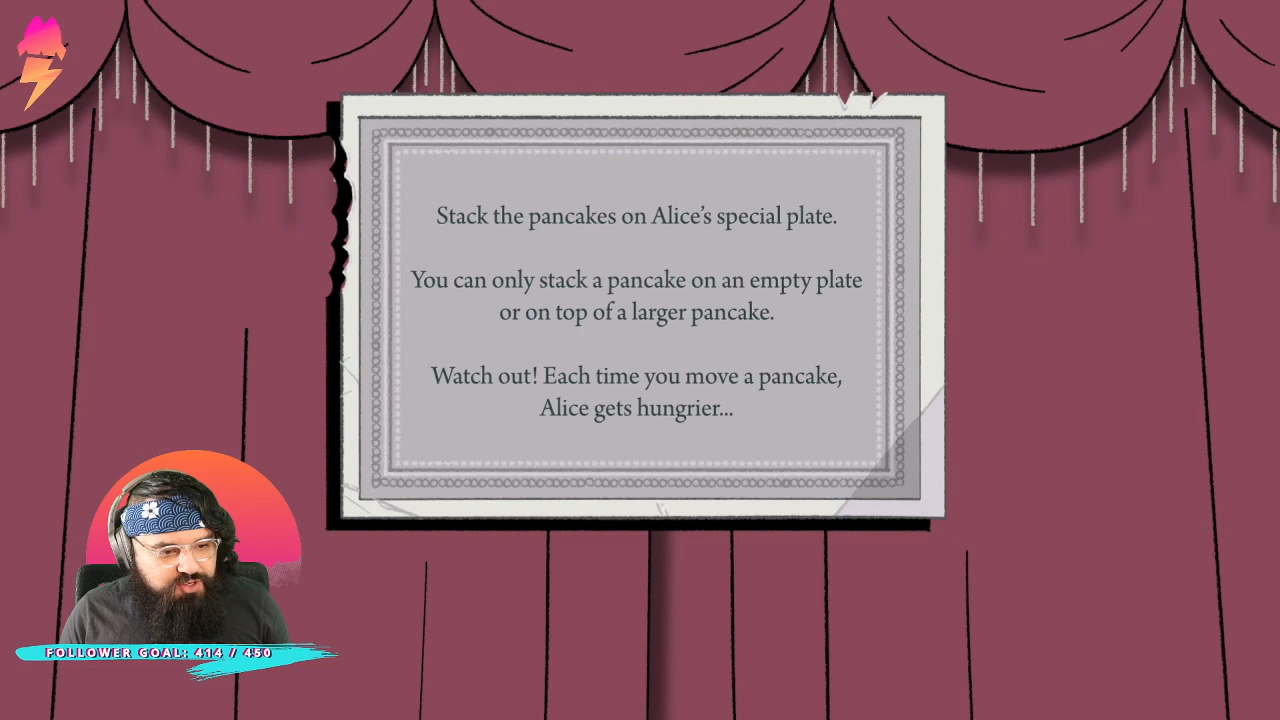 Stack the pancakes on Alice's special plate.
You can only stack a pancake on an empty plate
or on top of a larger pancake.
Watch out! Each time you move a pancake,
Alice gets hungrier...
FOLLOWER GOAL: 414 / 450